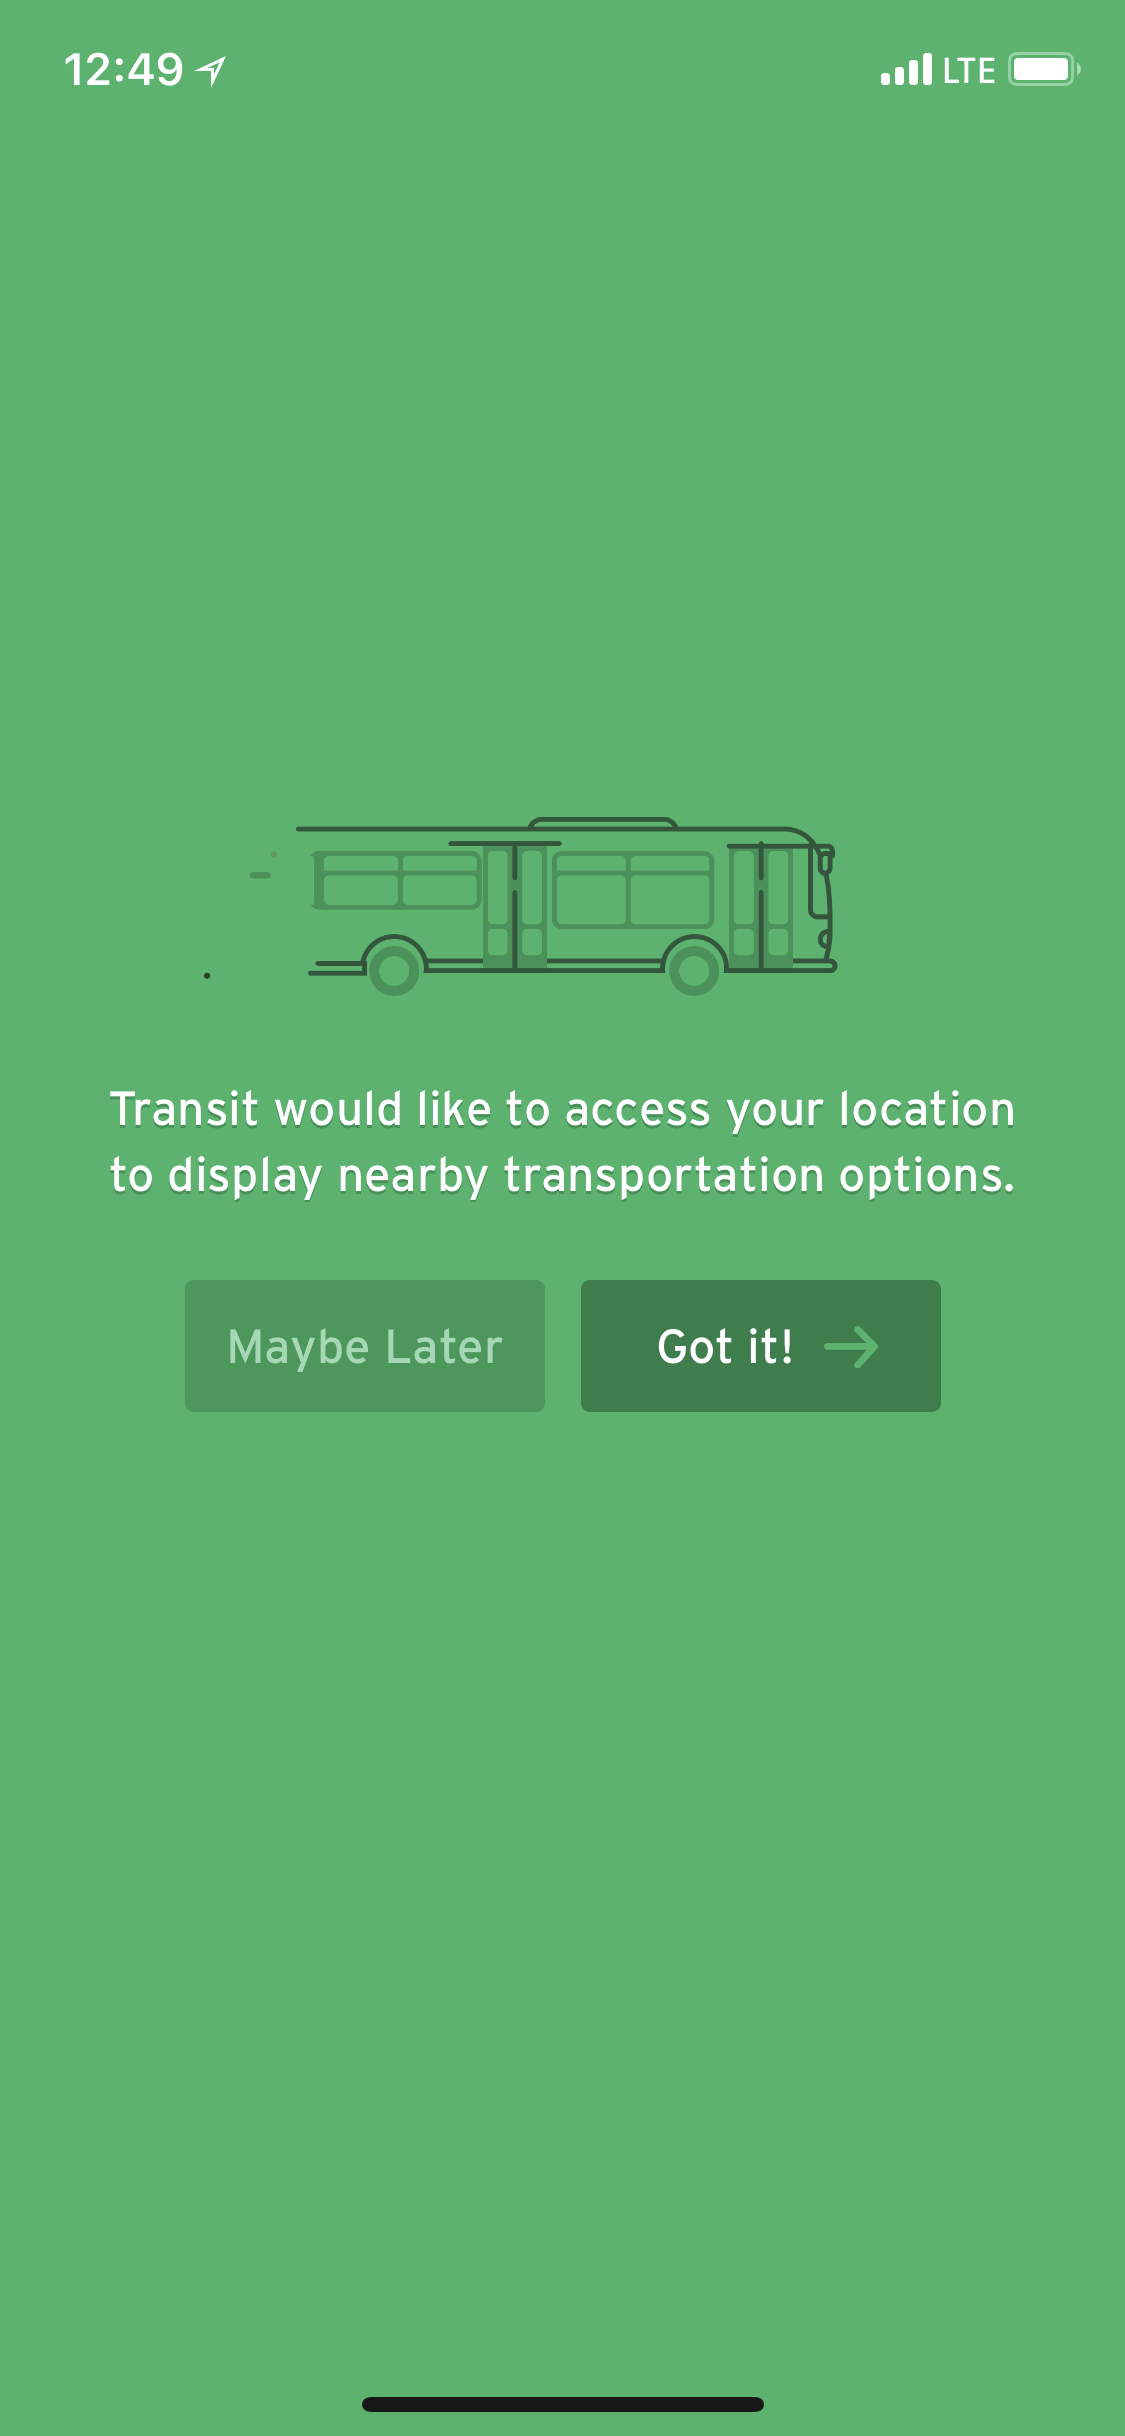 12:49
LTE
Transit would like to access your location
to display nearby transportation options.
Maybe Later
Got it!